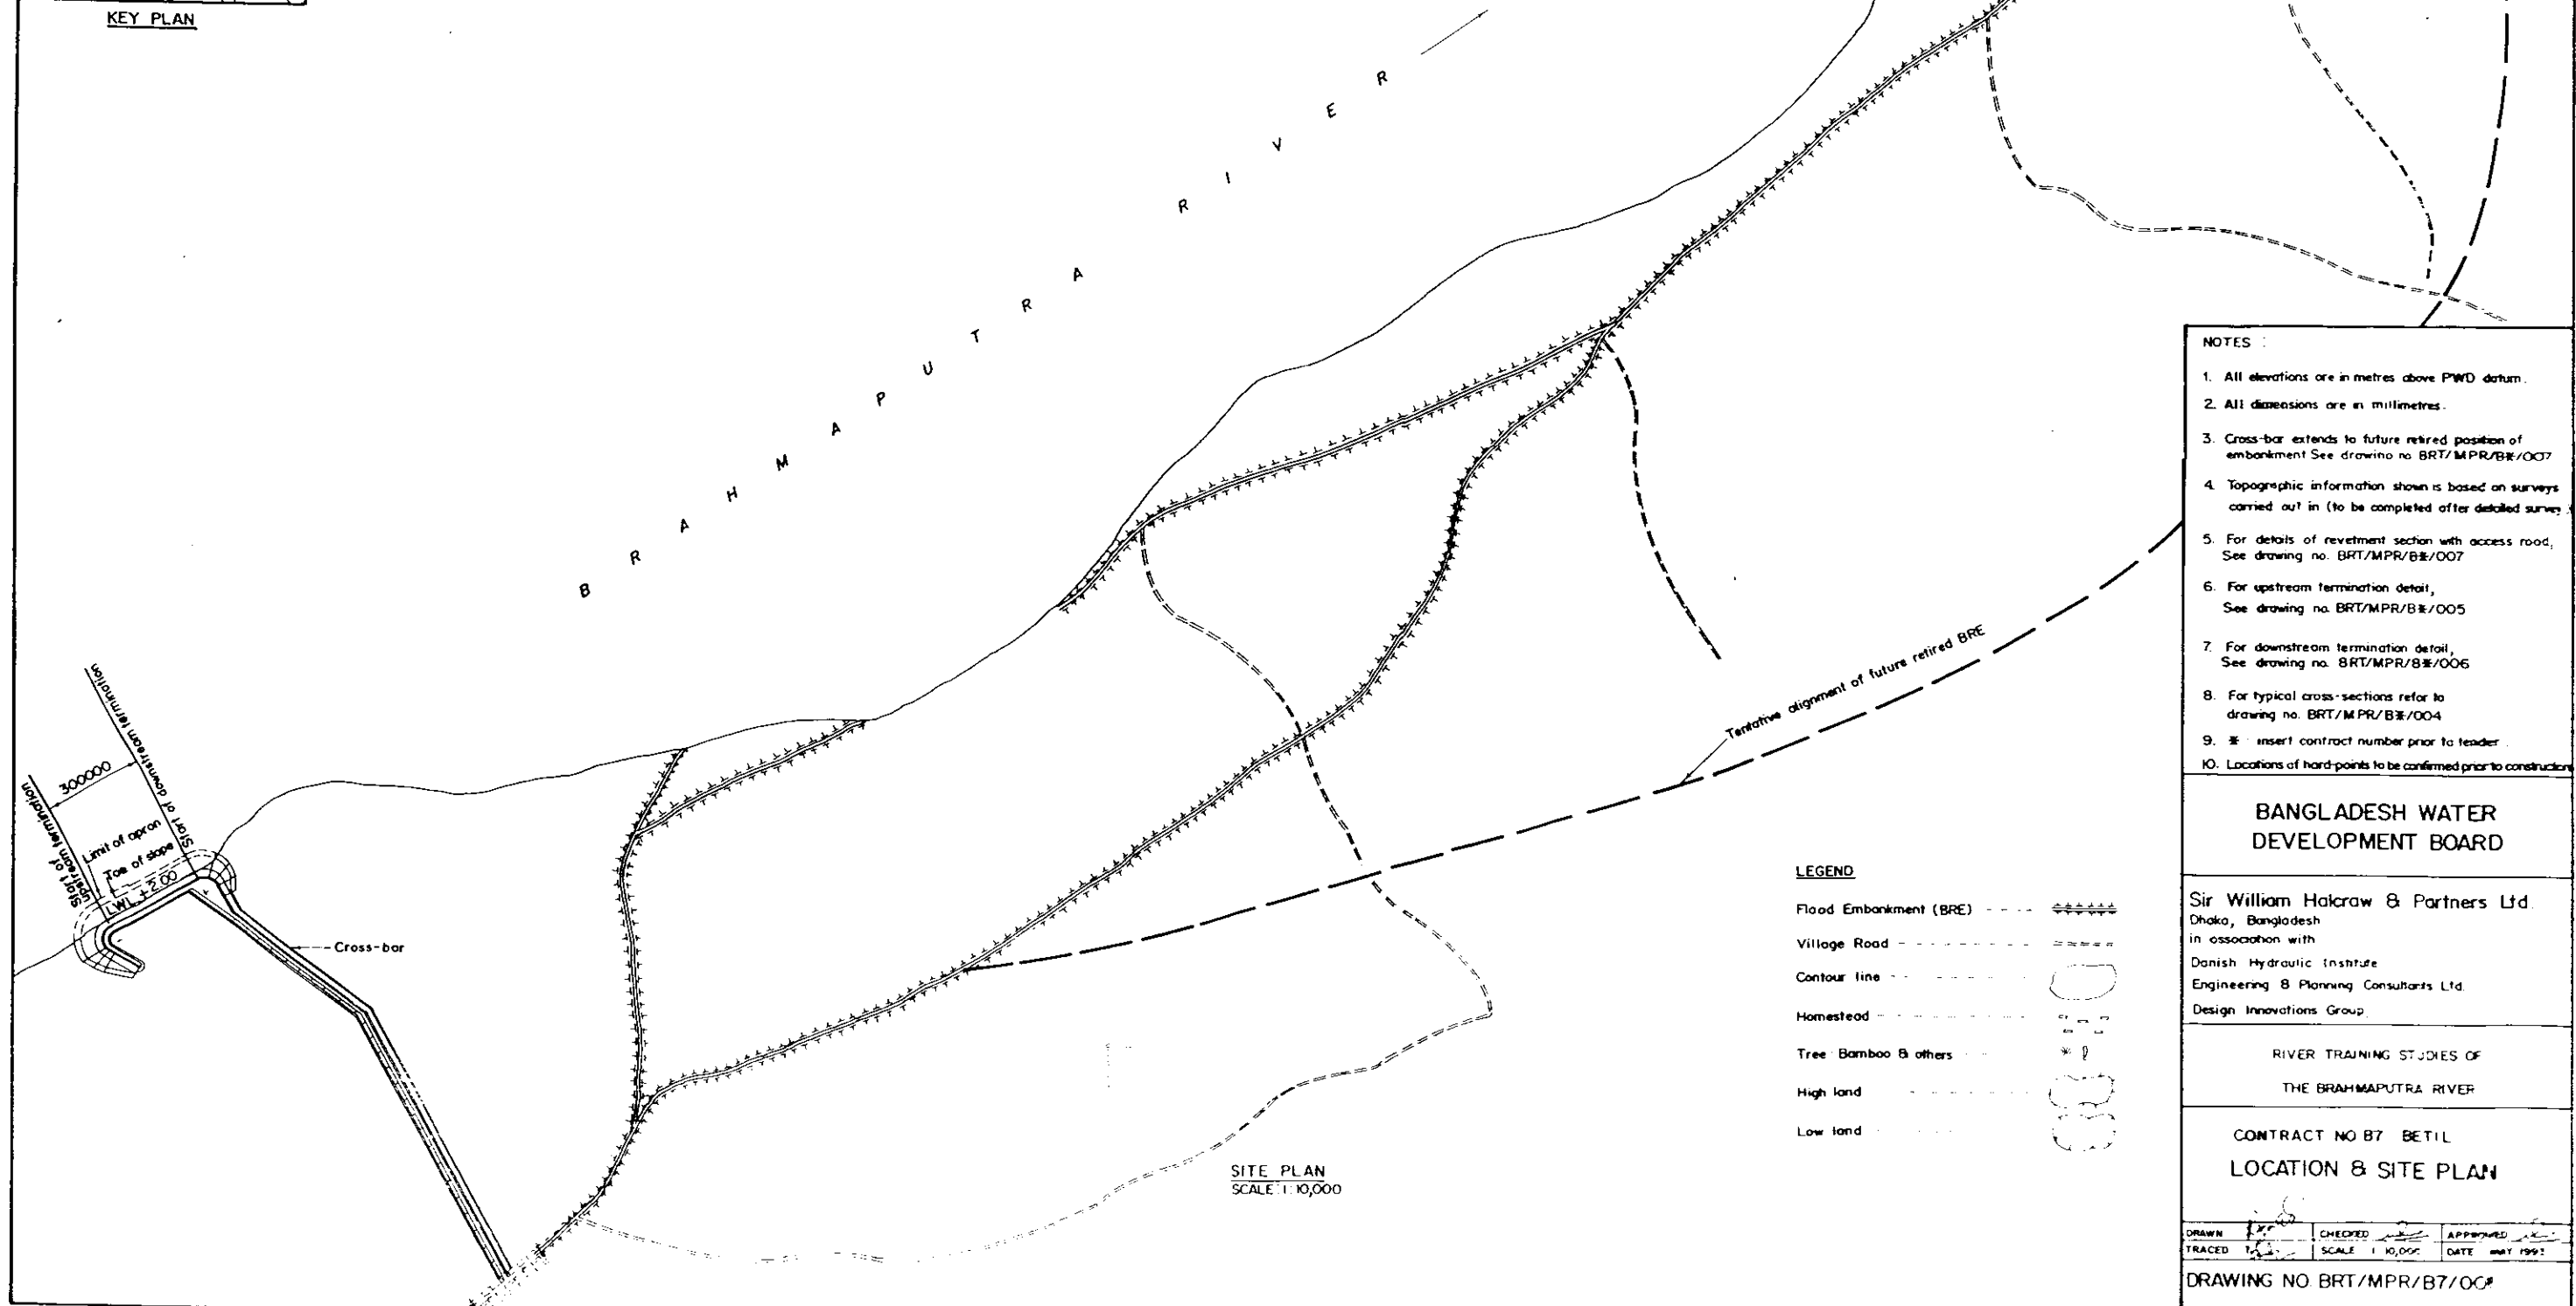 KEY PLAN
BRAHMAPUTRA RIVER
Start of downstream termination
300000
Start of
upstream termination
Limit of apron
Toe of slope
LWL +2.00
Cross-bar
Tentative alignment of future retired BRE
SITE PLAN
SCALE 1:10,000
LEGEND
Flood Embankment (BRE)
Village Road
Contour line
Homestead
Tree Bamboo & others
High land
Low land
NOTES :
1. All elevations are in metres above PWD datum.
2. All dimensions are in millimetres.
3. Cross-bar extends to future retired position of
embankment See drawing no BRT/MPR/B*/007
4. Topographic information shown is based on surveys
carried out in (to be completed after detailed survey)
5. For details of revetment section with access road,
See drawing no. BRT/MPR/B*/007
6. For upstream termination detail,
See drawing no. BRT/MPR/B*/005
7. For downstream termination detail,
See drawing no. BRT/MPR/B*/006
8. For typical cross-sections refer to
drawing no. BRT/MPR/B*/004
9. * insert contract number prior to tender
10. Locations of hard-points to be confirmed prior to construction
BANGLADESH WATER
DEVELOPMENT BOARD
Sir William Halcrow & Partners Ltd.
Dhaka, Bangladesh
in association with
Danish Hydraulic Institute
Engineering & Planning Consultants Ltd.
Design Innovations Group.
RIVER TRAINING STUDIES OF
THE BRAHMAPUTRA RIVER
CONTRACT NO B7 BETIL
LOCATION & SITE PLAN
DRAWN CHECKED APPROVED
TRACED SCALE 1 10,000 DATE MAY 1992
DRAWING NO. BRT/MPR/B7/